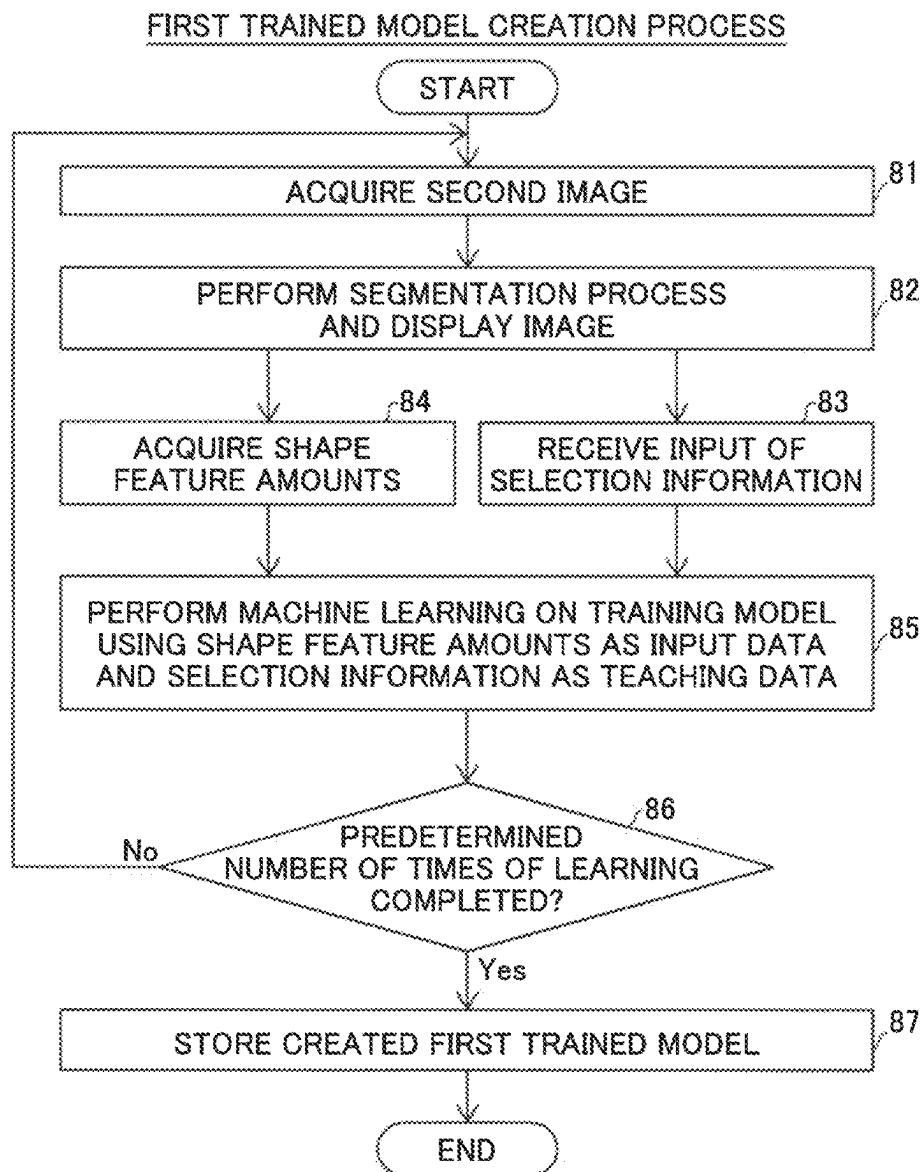 FIRST TRAINED MODEL CREATION PROCESS
START
81
ACQUIRE SECOND IMAGE
82
PERFORM SEGMENTATION PROCESS
AND DISPLAY IMAGE
84
ACQUIRE SHAPE
FEATURE AMOUNTS
83
RECEIVE INPUT OF
SELECTION INFORMATION
PERFORM MACHINE LEARNING ON TRAINING MODEL
USING SHAPE FEATURE AMOUNTS AS INPUT DATA
AND SELECTION INFORMATION AS TEACHING DATA
85
86
PREDETERMINED
NUMBER OF TIMES OF LEARNING
COMPLETED?
No
Yes
STORE CREATED FIRST TRAINED MODEL
87
END